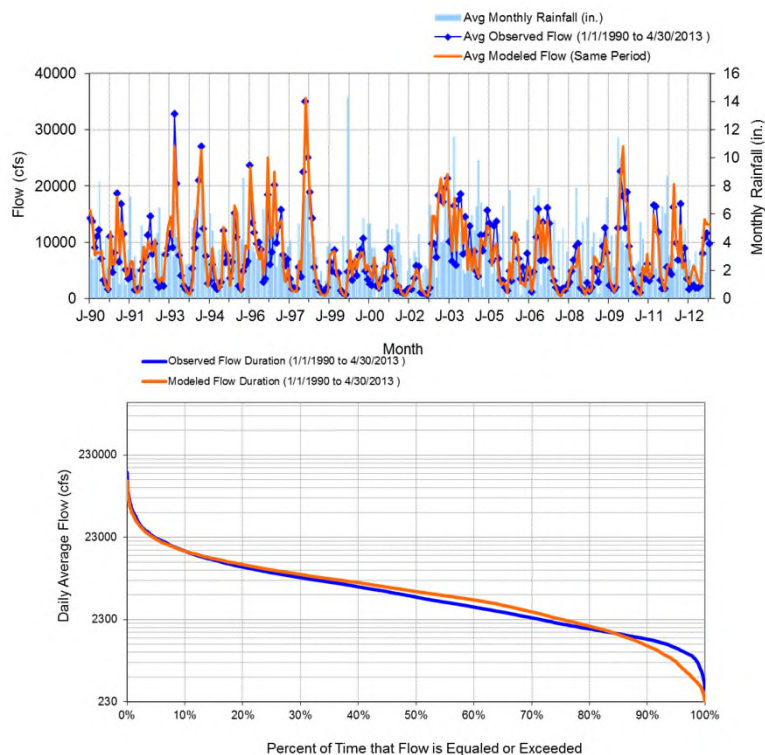 Avg Monthly Rainfall (in.)
Avg Observed Flow (1/1/1990 to 4/30/2013 )
Avg Modeled Flow (Same Period)
40000
30000
20000
10000
0
Flow (cfs)
16
14
12
10
8
6
4
2
0
Monthly Rainfall (in.)
J-90 J-91 J-93 J-94 J-96 J-97 J-99 J-00 J-02 J-03 J-05 J-06 J-08 J-09 J-11 J-12
Month
Observed Flow Duration (1/1/1990 to 4/30/2013 )
Modeled Flow Duration (1/1/1990 to 4/30/2013 )
230000
23000
2300
230
Daily Average Flow (cfs)
0% 10% 20% 30% 40% 50% 60% 70% 80% 90% 100%
Percent of Time that Flow is Equaled or Exceeded